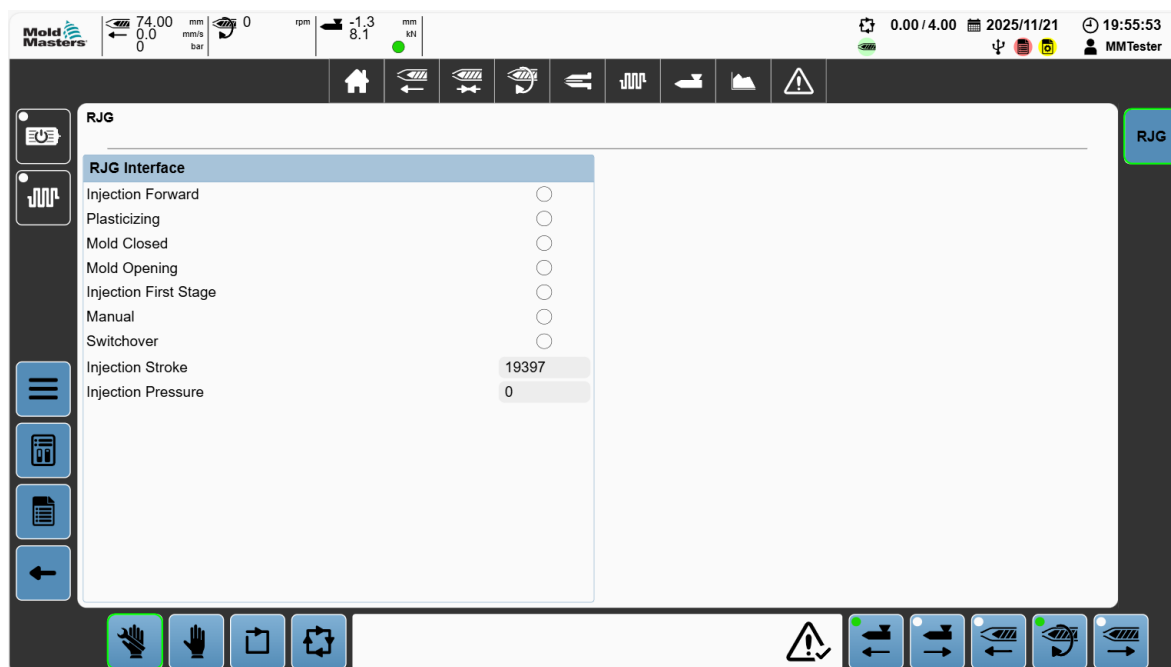 Mold
Masters
74.00 mm
0.0 mm/s
0 bar
0 rpm
-1.3 mm
8.1 kN
0.00 / 4.00
2025/11/21
19:55:53
MMTester
RJG
RJG
RJG Interface
Injection Forward
Plasticizing
Mold Closed
Mold Opening
Injection First Stage
Manual
Switchover
Injection Stroke 19397
Injection Pressure 0